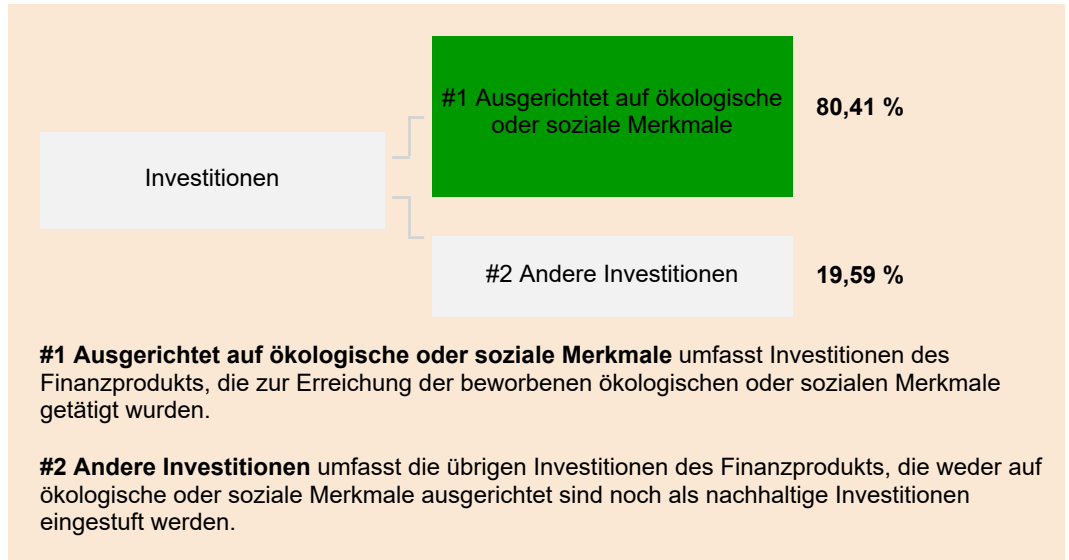 #1 Ausgerichtet auf ökologische
oder soziale Merkmale
80,41 %
Investitionen
#2 Andere Investitionen
19,59 %
#1 Ausgerichtet auf ökologische oder soziale Merkmale umfasst Investitionen des
Finanzprodukts, die zur Erreichung der beworbenen ökologischen oder sozialen Merkmale
getätigt wurden.
#2 Andere Investitionen umfasst die übrigen Investitionen des Finanzprodukts, die weder auf
ökologische oder soziale Merkmale ausgerichtet sind noch als nachhaltige Investitionen
eingestuft werden.